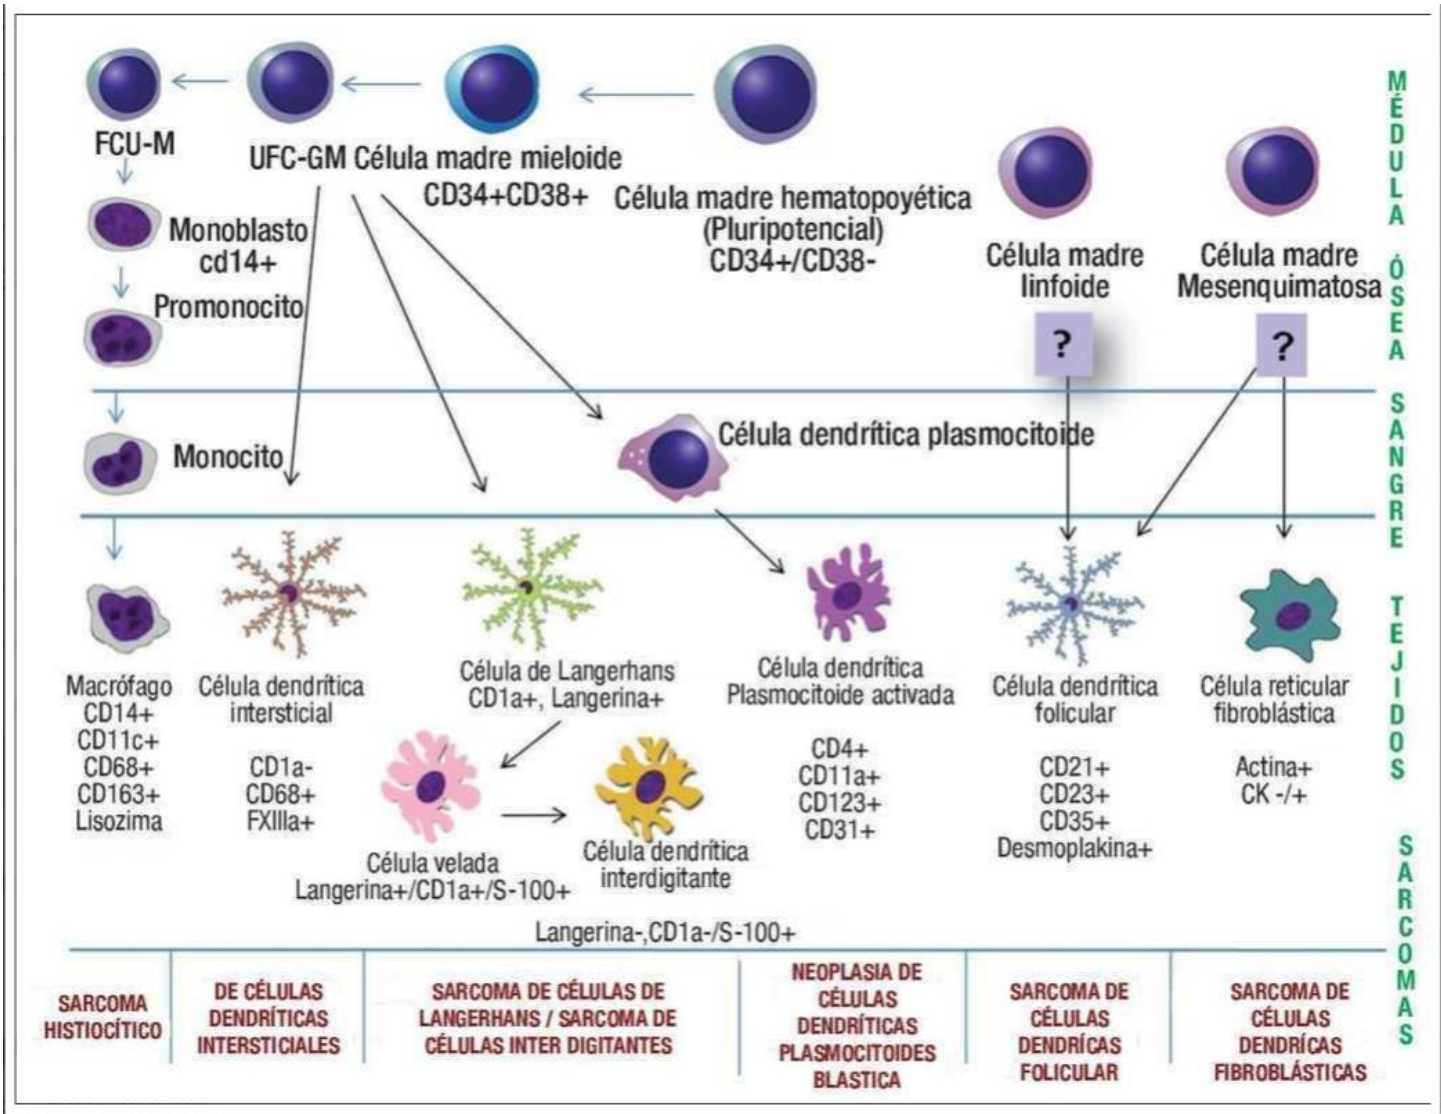 FCU-M
UFC-GM
Célula madre mieloide
CD34+CD38+
Célula madre hematopoyética
(Pluripotencial)
CD34+/CD38-
Célula madre
linfoide
?
Célula madre
Mesenquimatosa
?
MÉDULA ÓSEA
Monoblasto
cd14+
Promonocito
Monocito
Célula dendrítica plasmocitoide
SANGRE
Macrófago
CD14+
CD11c+
CD68+
CD163+
Lisozima
Célula dendrítica
intersticial
CD1a-
CD68+
FXIIIa+
Célula de Langerhans
CD1a+, Langerina+
Célula velada
Langerina+/CD1a+/S-100+
Célula dendrítica
interdigitante
Langerina-,CD1a-/S-100+
Célula dendrítica
Plasmocitoide activada
CD4+
CD11a+
CD123+
CD31+
Célula dendrítica
folicular
CD21+
CD23+
CD35+
Desmoplakina+
Célula reticular
fibroblástica
Actina+
CK -/+
TEJIDOS
SARCOMA
HISTIOCÍTICO
DE CÉLULAS
DENDRÍTICAS
INTERSTICIALES
SARCOMA DE CÉLULAS DE
LANGERHANS / SARCOMA DE
CÉLULAS INTER DIGITANTES
NEOPLASIA DE
CÉLULAS
DENDRÍTICAS
PLASMOCITOIDES
BLASTICA
SARCOMA DE
CÉLULAS
DENDRÍCAS
FOLICULAR
SARCOMA DE
CÉLULAS
DENDRÍCAS
FIBROBLÁSTICAS
SARCOMAS